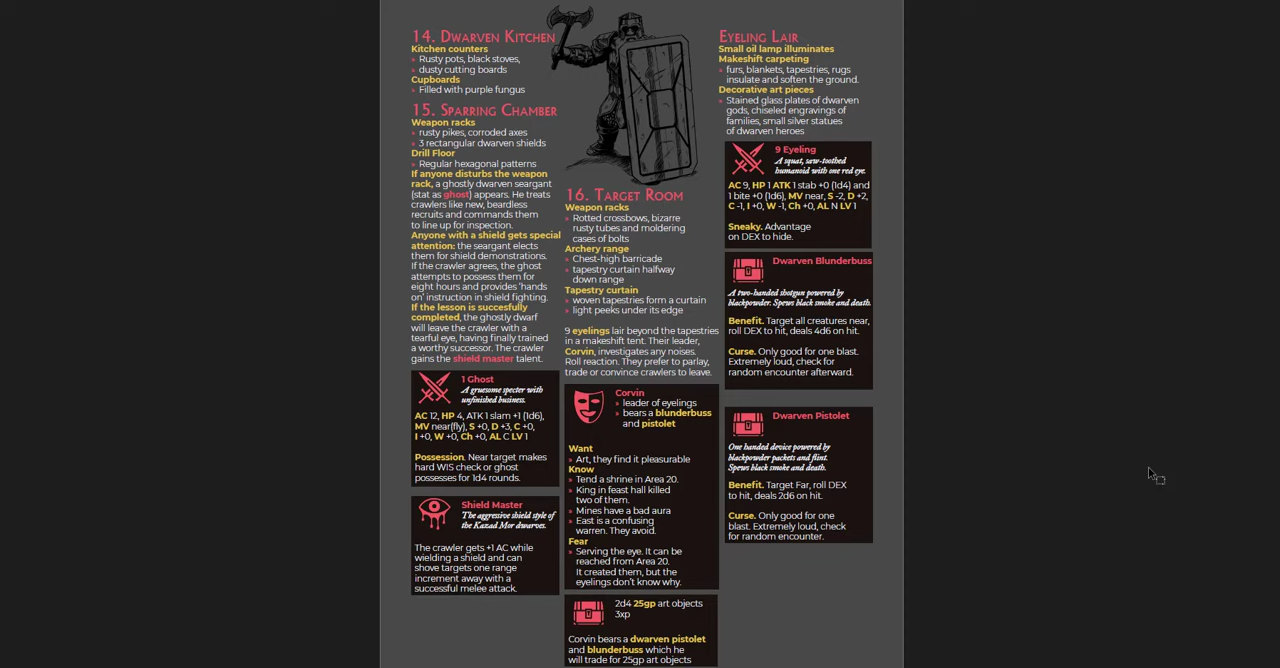 14. Dwarven Kitchen
Kitchen counters
» Rusty pots, black stoves,
» dusty cutting boards
Cupboards
» Filled with purple fungus
15. Sparring Chamber
Weapon racks
» rusty pikes, corroded axes
» 3 rectangular dwarven shields
Drill Floor
» Regular hexagonal patterns
If anyone disturbs the weapon
rack, a ghostly dwarven seargant
(stat as ghost) appears. He treats
crawlers like new, beardless
recruits and commands them
to line up for inspection.
Anyone with a shield gets special
attention: the seargant elects
them for shield demonstrations.
If the crawler agrees, the ghost
attempts to possess them for
eight hours and provides 'hands
on' instruction in shield fighting.
If the lesson is succesfully
completed, the ghostly dwarf
will leave the crawler with a
tearful eye, having finally trained
a worthy successor. The crawler
gains the shield master talent.
1 Ghost
A gruesome specter with
unfinished business.
AC 12, HP 4, ATK 1 slam +1 (1d6),
MV near(fly), S +0, D +3, C +0,
I +0, W +0, Ch +0, AL C LV 1
Possession. Near target makes
hard WIS check or ghost
possesses for 1d4 rounds.
Shield Master
The aggresive shield style of
the Kazad Mor dwarves.
The crawler gets +1 AC while
wielding a shield and can
shove targets one range
increment away with a
successful melee attack.
16. Target Room
Weapon racks
» Rotted crossbows, bizarre
rusty tubes and moldering
cases of bolts
Archery range
» Chest-high barricade
» tapestry curtain halfway
down range
Tapestry curtain
» woven tapestries form a curtain
» light peeks under its edge
9 eyelings lair beyond the tapestries
in a makeshift tent. Their leader,
Corvin, investigates any noises.
Roll reaction. They prefer to parlay,
trade or convince crawlers to leave.
Corvin
» leader of eyelings
» bears a blunderbuss
and pistolet
Want
» Art, they find it pleasurable
Know
» Tend a shrine in Area 20.
» King in feast hall killed
two of them.
» Mines have a bad aura
» East is a confusing
warren. They avoid.
Fear
» Serving the eye. It can be
reached from Area 20.
It created them, but the
eyelings don't know why.
2d4 25gp art objects
3xp
Corvin bears a dwarven pistolet
and blunderbuss which he
will trade for 25gp art objects
Eyeling Lair
Small oil lamp illuminates
Makeshift carpeting
» furs, blankets, tapestries, rugs
insulate and soften the ground.
Decorative art pieces
» Stained glass plates of dwarven
gods, chiseled engravings of
families, small silver statues
of dwarven heroes
9 Eyeling
A squat, saw-toothed
humanoid with one red eye.
AC 9, HP 1 ATK 1 stab +0 (1d4) and
1 bite +0 (1d6), MV near, S -2, D +2,
C -1, I +0, W -1, Ch +0, AL N LV 1
Sneaky. Advantage
on DEX to hide.
Dwarven Blunderbuss
A two-handed shotgun powered by
blackpowder. Spews black smoke and death.
Benefit. Target all creatures near,
roll DEX to hit, deals 4d6 on hit.
Curse. Only good for one blast.
Extremely loud, check for
random encounter afterward.
Dwarven Pistolet
One handed device powered by
blackpowder packets and flint.
Spews black smoke and death.
Benefit. Target Far, roll DEX
to hit, deals 2d6 on hit.
Curse. Only good for one
blast. Extremely loud, check
for random encounter.